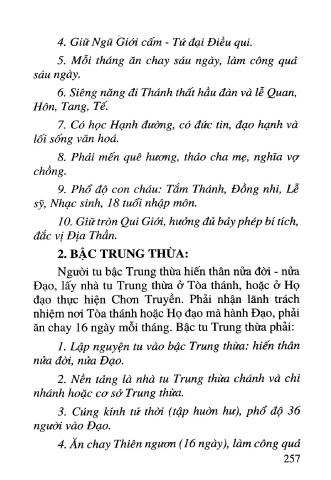 4. Giữ Ngũ Giới cấm - Tứ đại Điều qui.
5. Mỗi tháng ăn chay sáu ngày, làm công quả
sáu ngày.
6. Siêng năng đi Thánh thất hầu đàn và lễ Quan,
Hôn, Tang, Tế.
7. Có học Hạnh đường, có đức tin, đạo hạnh và
lối sống văn hoá.
8. Phải mến quê hương, thảo cha mẹ, nghĩa vợ
chồng.
9. Phổ độ con cháu: Tắm Thánh, Đồng nhi, Lễ
sỹ, Nhạc sinh, 18 tuổi nhập môn.
10. Giữ tròn Qui Giới, hưởng đủ bảy phép bí tích,
đắc vị Địa Thần.
2. BẬC TRUNG THỪA:
Người tu bậc Trung thừa hiến thân nửa đời - nửa
Đạo, lấy nhà tu Trung thừa ở Tòa thánh, hoặc ở Họ
đạo thực hiện Chơn Truyền. Phải nhận lãnh trách
nhiệm nơi Tòa thánh hoặc Họ đạo mà hành Đạo, phải
ăn chay 16 ngày mỗi tháng. Bậc tu Trung thừa phải:
1. Lập nguyện tu vào bậc Trung thừa: hiến thân
nửa đời, nửa Đạo.
2. Nền tảng là nhà tu Trung thừa chánh và chi
nhánh hoặc cơ sở Trung thừa.
3. Cúng kính tứ thời (tập huờn hư), phổ độ 36
người vào Đạo.
4. Ăn chay Thiên ngươn (16 ngày), làm công quả
257